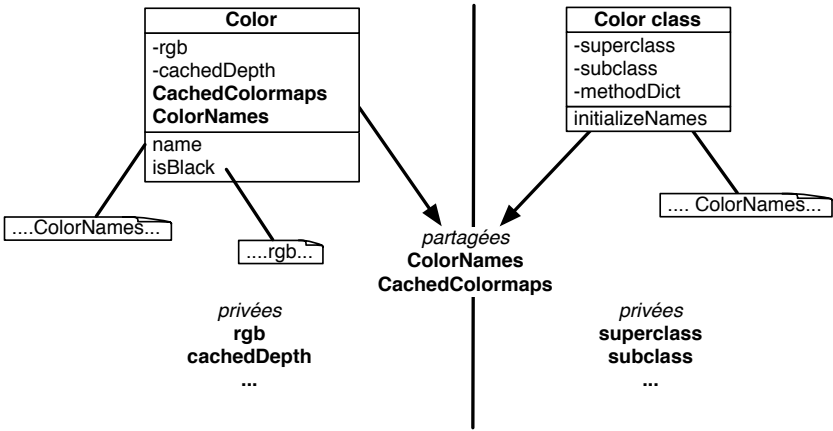 Color
-rgb
-cachedDepth
CachedColormaps
ColorNames
name
isBlack
....ColorNames...
....rgb...
Color class
-superclass
-subclass
-methodDict
initializeNames
.... ColorNames...
partagées
ColorNames
CachedColormaps
privées
rgb
cachedDepth
...
privées
superclass
subclass
...